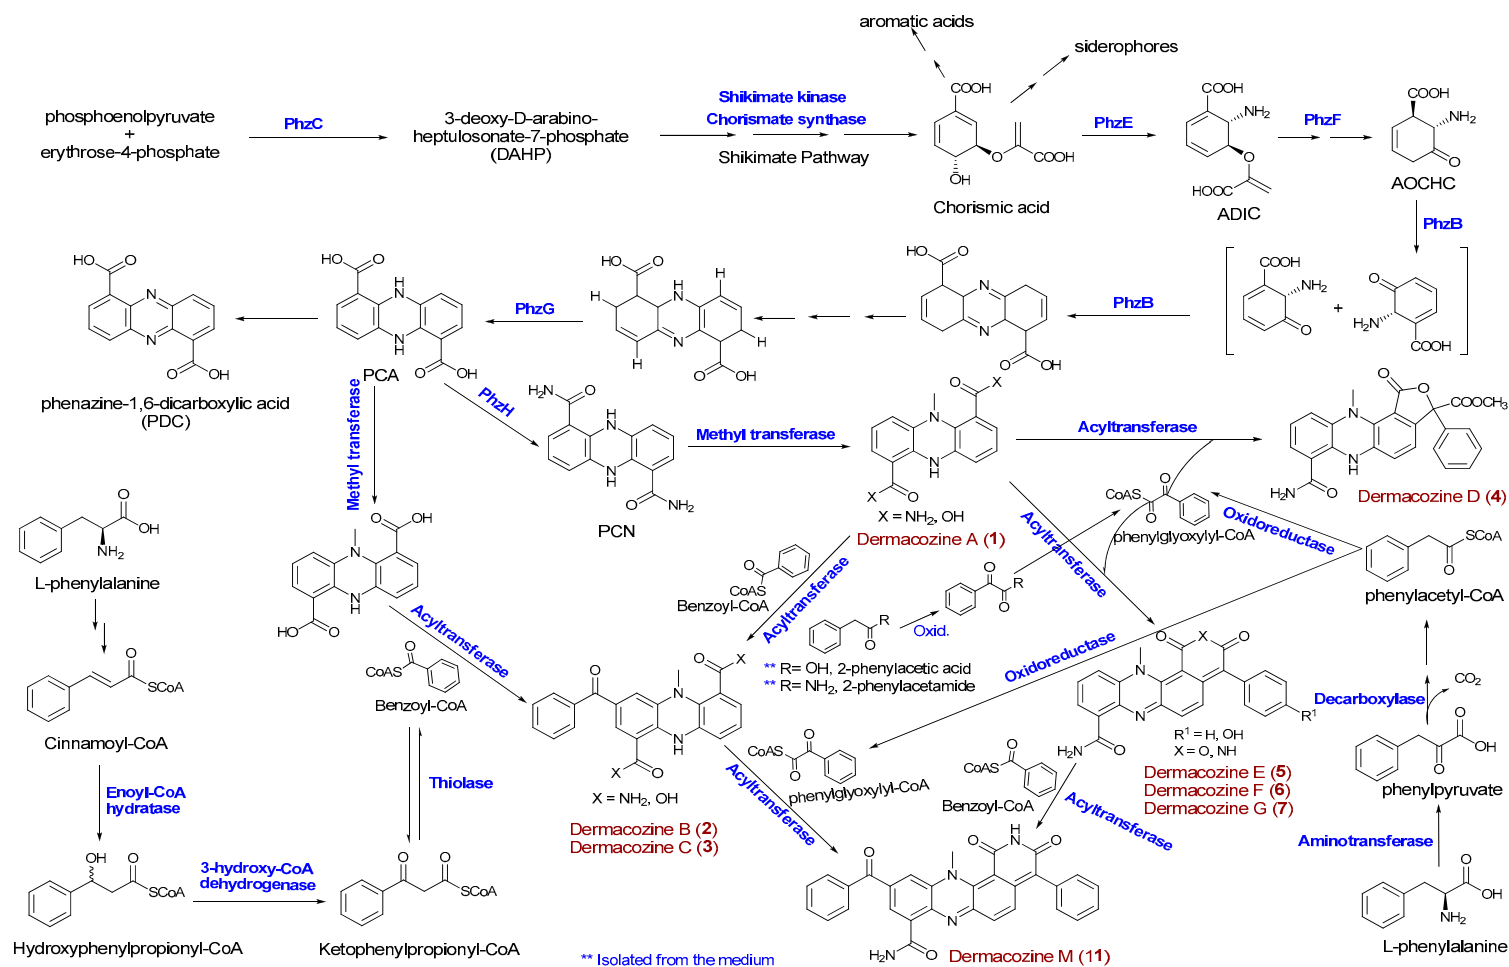 aromatic acids
siderophores
phosphoenolpyruvate
+
erythrose-4-phosphate
PhzC
3-deoxy-D-arabino-
heptulosonate-7-phosphate
(DAHP)
Shikimate kinase
Chorismate synthase
Shikimate Pathway
COOH
O
COOH
OH
Chorismic acid
PhzE
COOH
NH2
O
HOOC
ADIC
PhzF
COOH
NH2
O
AOCHC
PhzB
HO
O
N
N
O
OH
phenazine-1,6-dicarboxylic acid
(PDC)
HO
O
H
N
N
H
O
OH
PCA
PhzG
HO
O
H
H
N
H
N
H
H
O
OH
HO
O
N
N
O
OH
PhzB
COOH
NH2
O
+
O
H2N
COOH
Methyl transferase
PhzH
H2N
O
H
N
N
H
O
NH2
PCN
Methyl transferase
O
X
N
N
H
X
O
X = NH2, OH
Dermacozine A (1)
Acyltransferase
O
O
COOCH3
N
N
H
H2N
O
Dermacozine D (4)
CoAS
O
O
phenylglyoxylyl-CoA
Oxidoreductase
Acyltransferase
O
OH
NH2
L-phenylalanine
O
OH
N
N
H
HO
O
Acyltransferase
O
CoAS
Benzoyl-CoA
Acyltransferase
O
R
O
R
O
Oxid.
** R= OH, 2-phenylacetic acid
** R= NH2, 2-phenylacetamide
SCoA
O
phenylacetyl-CoA
Oxidoreductase
O
SCoA
Cinnamoyl-CoA
O
CoAS
Benzoyl-CoA
O
O
X
N
N
H
X
O
X = NH2, OH
Dermacozine B (2)
Dermacozine C (3)
O
X
O
N
N
R1
H2N
O
R1 = H, OH
X = O, NH
Dermacozine E (5)
Dermacozine F (6)
Dermacozine G (7)
Decarboxylase
CO2
O
OH
O
phenylpyruvate
Enoyl-CoA
hydratase
Thiolase
CoAS
O
O
phenylglyoxylyl-CoA
Acyltransferase
O
CoAS
Benzoyl-CoA
Acyltransferase
Aminotransferase
OH
O
SCoA
Hydroxyphenylpropionyl-CoA
3-hydroxy-CoA
dehydrogenase
O
O
SCoA
Ketophenylpropionyl-CoA
O
H
N
O
O
N
N
H2N
O
Dermacozine M (11)
O
OH
NH2
L-phenylalanine
** Isolated from the medium